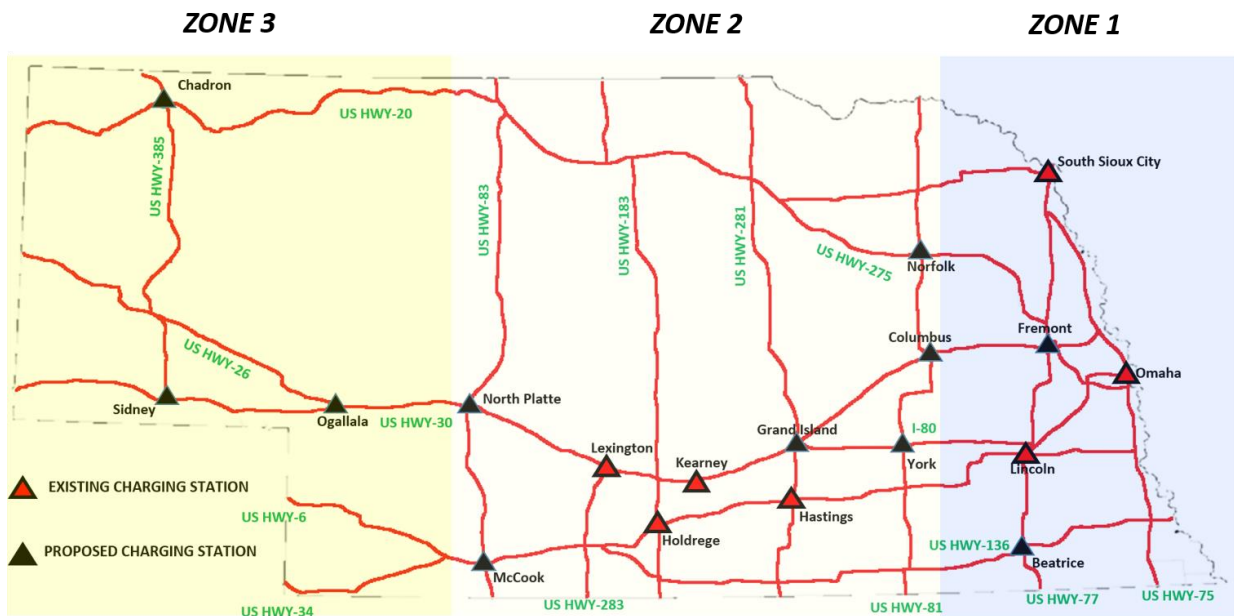 ZONE 3
ZONE 2
ZONE 1
Chadron
US HWY-20
US HWY-385
US HWY-83
US HWY-183
US HWY-281
South Sioux City
US HWY-275
Norfolk
US HWY-26
Columbus
Fremont
Omaha
Sidney
Ogallala
US HWY-30
North Platte
Lexington
Kearney
Grand Island
I-80
York
Lincoln
EXISTING CHARGING STATION
Hastings
US HWY-6
Holdrege
PROPOSED CHARGING STATION
McCook
US HWY-136
Beatrice
US HWY-34
US HWY-283
US HWY-81
US HWY-77
US HWY-75